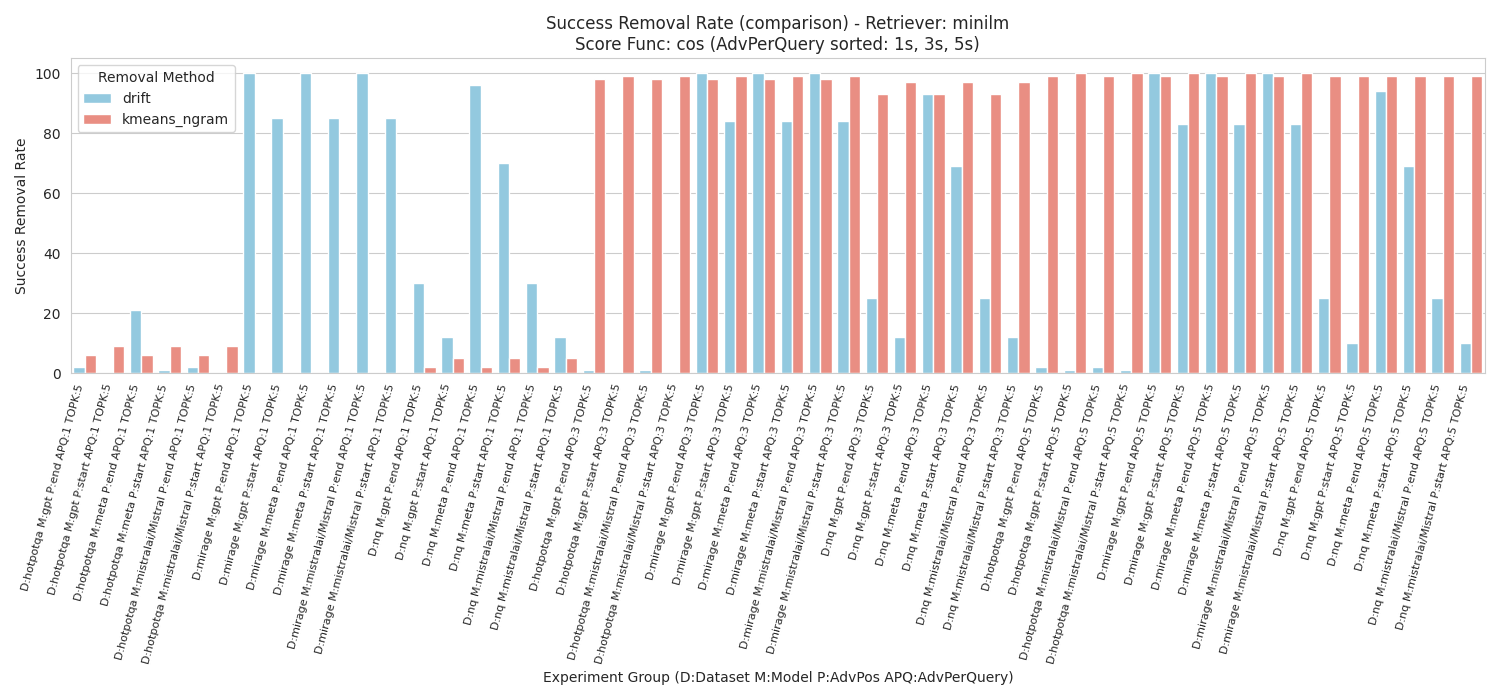 Success Removal Rate (comparison) - Retriever: minilm
Score Func: cos (AdvPerQuery sorted: 1s, 3s, 5s)
Removal Method
drift
kmeans_ngram
Success Removal Rate
100
80
60
40
20
0
D:hotpotqa M:gpt P:end APQ:1 TOPK:5
D:hotpotqa M:gpt P:start APQ:1 TOPK:5
D:hotpotqa M:meta P:end APQ:1 TOPK:5
D:hotpotqa M:meta P:start APQ:1 TOPK:5
D:hotpotqa M:mistralai/Mistral P:end APQ:1 TOPK:5
D:hotpotqa M:mistralai/Mistral P:start APQ:1 TOPK:5
D:mirage M:gpt P:end APQ:1 TOPK:5
D:mirage M:gpt P:start APQ:1 TOPK:5
D:mirage M:meta P:end APQ:1 TOPK:5
D:mirage M:meta P:start APQ:1 TOPK:5
D:mirage M:mistralai/Mistral P:end APQ:1 TOPK:5
D:mirage M:mistralai/Mistral P:start APQ:1 TOPK:5
D:nq M:gpt P:end APQ:1 TOPK:5
D:nq M:gpt P:start APQ:1 TOPK:5
D:nq M:meta P:end APQ:1 TOPK:5
D:nq M:meta P:start APQ:1 TOPK:5
D:nq M:mistralai/Mistral P:end APQ:1 TOPK:5
D:nq M:mistralai/Mistral P:start APQ:1 TOPK:5
D:hotpotqa M:gpt P:end APQ:3 TOPK:5
D:hotpotqa M:gpt P:start APQ:3 TOPK:5
D:hotpotqa M:mistralai/Mistral P:end APQ:3 TOPK:5
D:hotpotqa M:mistralai/Mistral P:start APQ:3 TOPK:5
D:mirage M:gpt P:end APQ:3 TOPK:5
D:mirage M:gpt P:start APQ:3 TOPK:5
D:mirage M:meta P:end APQ:3 TOPK:5
D:mirage M:meta P:start APQ:3 TOPK:5
D:mirage M:mistralai/Mistral P:end APQ:3 TOPK:5
D:mirage M:mistralai/Mistral P:start APQ:3 TOPK:5
D:nq M:gpt P:end APQ:3 TOPK:5
D:nq M:gpt P:start APQ:3 TOPK:5
D:nq M:meta P:end APQ:3 TOPK:5
D:nq M:meta P:start APQ:3 TOPK:5
D:nq M:mistralai/Mistral P:end APQ:3 TOPK:5
D:nq M:mistralai/Mistral P:start APQ:3 TOPK:5
D:hotpotqa M:gpt P:end APQ:5 TOPK:5
D:hotpotqa M:gpt P:start APQ:5 TOPK:5
D:hotpotqa M:mistralai/Mistral P:end APQ:5 TOPK:5
D:hotpotqa M:mistralai/Mistral P:start APQ:5 TOPK:5
D:mirage M:gpt P:end APQ:5 TOPK:5
D:mirage M:gpt P:start APQ:5 TOPK:5
D:mirage M:meta P:end APQ:5 TOPK:5
D:mirage M:meta P:start APQ:5 TOPK:5
D:mirage M:mistralai/Mistral P:end APQ:5 TOPK:5
D:mirage M:mistralai/Mistral P:start APQ:5 TOPK:5
D:nq M:gpt P:end APQ:5 TOPK:5
D:nq M:gpt P:start APQ:5 TOPK:5
D:nq M:meta P:end APQ:5 TOPK:5
D:nq M:meta P:start APQ:5 TOPK:5
D:nq M:mistralai/Mistral P:end APQ:5 TOPK:5
D:nq M:mistralai/Mistral P:start APQ:5 TOPK:5
Experiment Group (D:Dataset M:Model P:AdvPos APQ:AdvPerQuery)